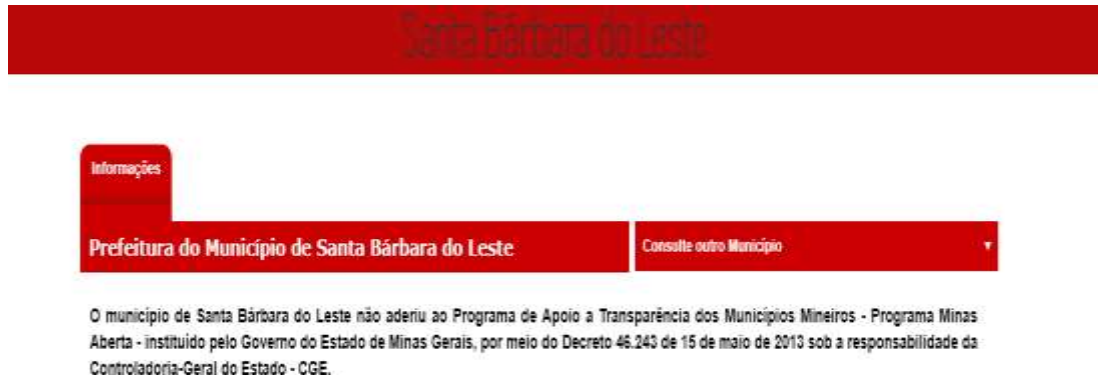 Santa Bárbara do Leste
Informações
Prefeitura do Município de Santa Bárbara do Leste
Consulte outro Município
O município de Santa Bárbara do Leste não aderiu ao Programa de Apoio a Transparência dos Municípios Mineiros - Programa Minas
Aberta - instituído pelo Governo do Estado de Minas Gerais, por meio do Decreto 46.243 de 15 de maio de 2013 sob a responsabilidade da
Controladoria-Geral do Estado - CGE.